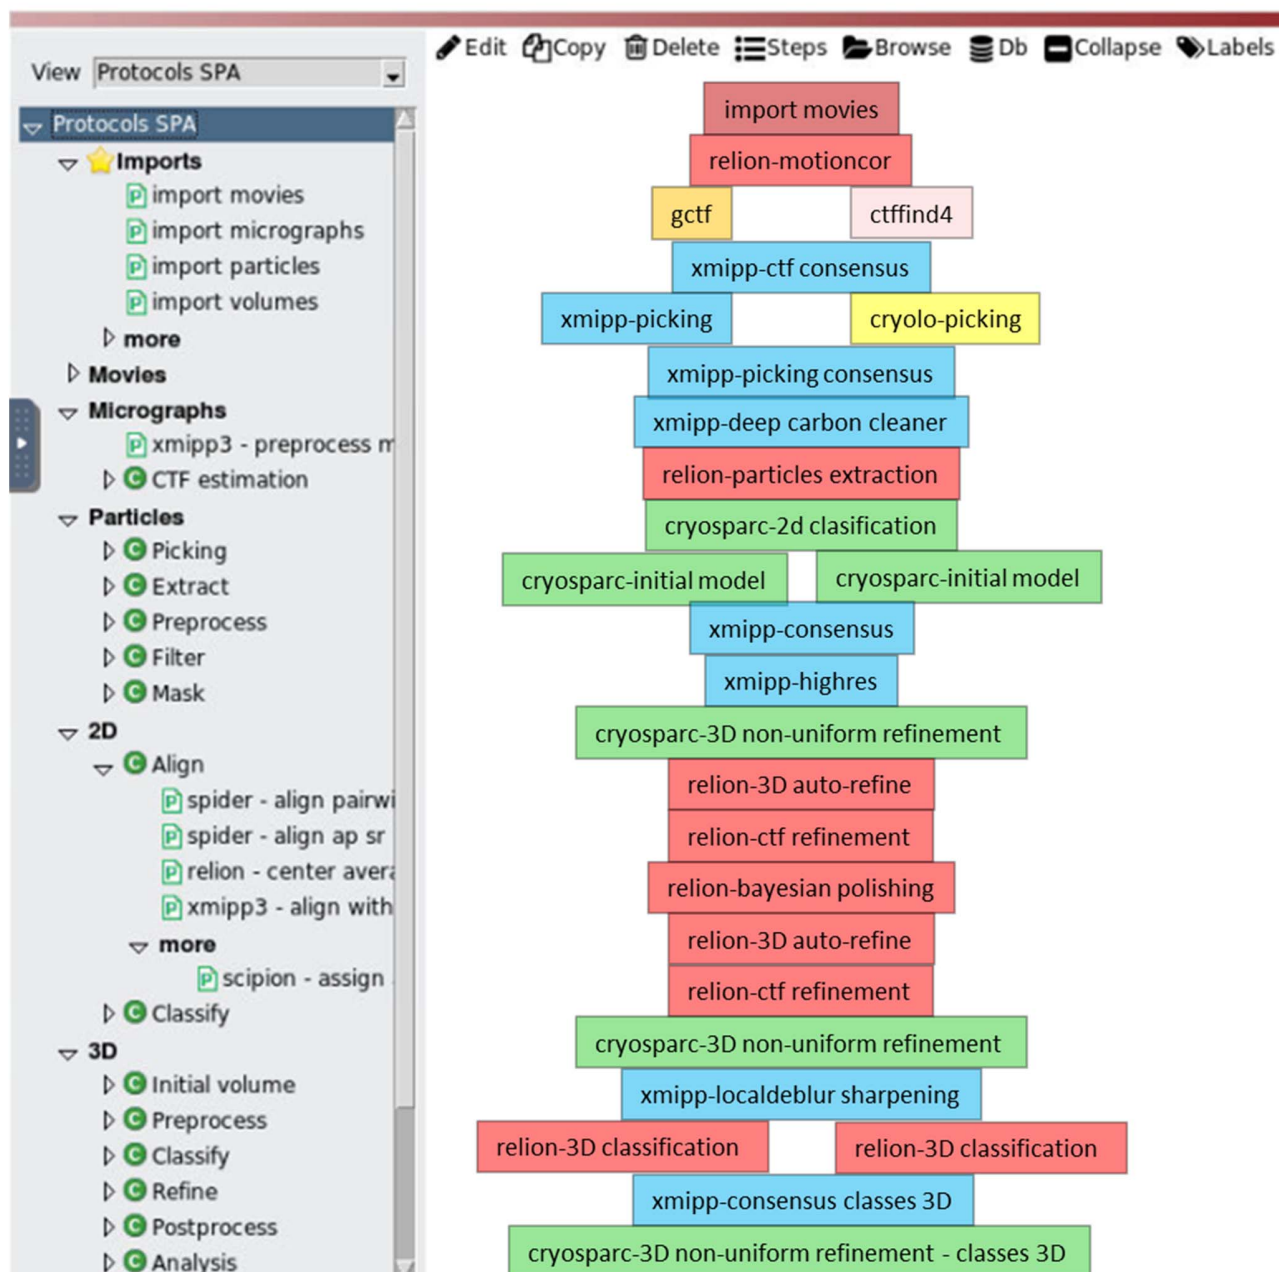 View Protocols SPA
Protocols SPA
Imports
import movies
import micrographs
import particles
import volumes
more
Movies
Micrographs
xmipp3 - preprocess m
CTF estimation
Particles
Picking
Extract
Preprocess
Filter
Mask
2D
Align
spider - align pairwi
spider - align ap sr
relion - center avera
xmipp3 - align with
more
scipion - assign
Classify
3D
Initial volume
Preprocess
Classify
Refine
Postprocess
Analysis
Edit Copy Delete Steps Browse Db Collapse Labels
import movies
relion-motioncor
gctf ctffind4
xmipp-ctf consensus
xmipp-picking cryolo-picking
xmipp-picking consensus
xmipp-deep carbon cleaner
relion-particles extraction
cryosparc-2d clasification
cryosparc-initial model cryosparc-initial model
xmipp-consensus
xmipp-highres
cryosparc-3D non-uniform refinement
relion-3D auto-refine
relion-ctf refinement
relion-bayesian polishing
relion-3D auto-refine
relion-ctf refinement
cryosparc-3D non-uniform refinement
xmipp-localdeblur sharpening
relion-3D classification relion-3D classification
xmipp-consensus classes 3D
cryosparc-3D non-uniform refinement - classes 3D